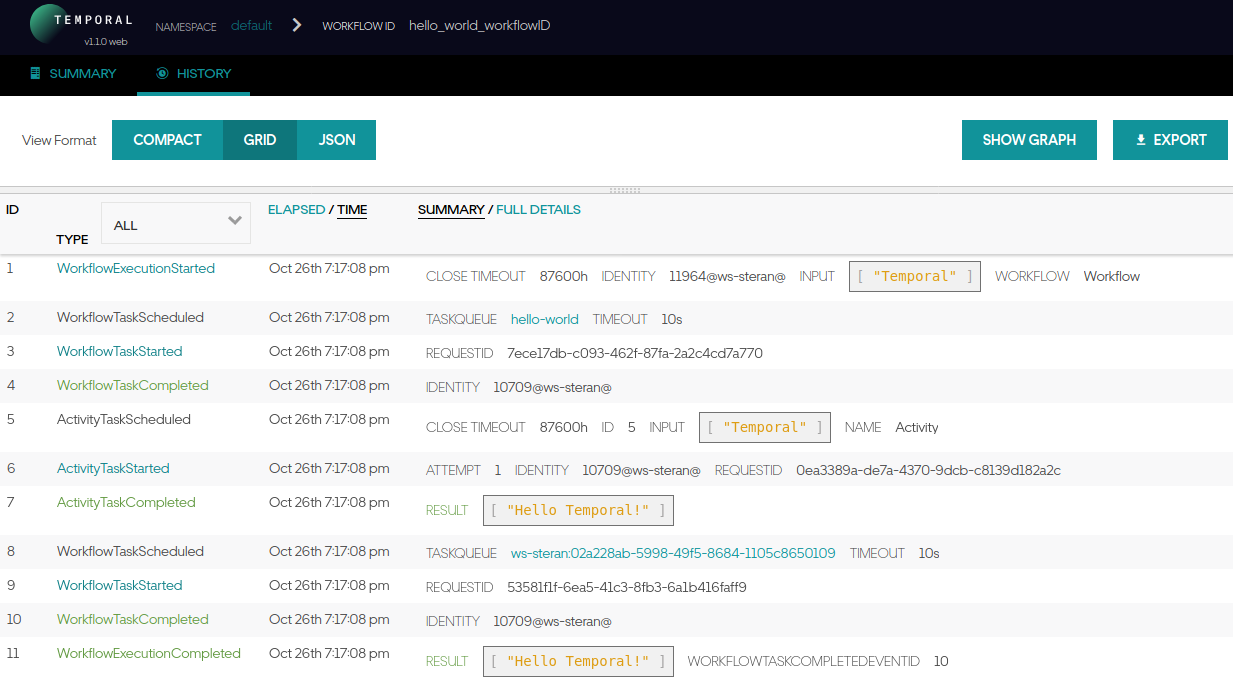 TEMPORAL
v1.1.0 web
NAMESPACE default WORKFLOW ID hello_world_workflowID
SUMMARY HISTORY
View Format COMPACT GRID JSON SHOW GRAPH EXPORT
ID TYPE ALL ELAPSED / TIME SUMMARY / FULL DETAILS
1 WorkflowExecutionStarted Oct 26th 7:17:08 pm CLOSE TIMEOUT 87600h IDENTITY 11964@ws-steran@ INPUT [ "Temporal" ] WORKFLOW Workflow
2 WorkflowTaskScheduled Oct 26th 7:17:08 pm TASKQUEUE hello-world TIMEOUT 10s
3 WorkflowTaskStarted Oct 26th 7:17:08 pm REQUESTID 7ece17db-c093-462f-87fa-2a2c4cd7a770
4 WorkflowTaskCompleted Oct 26th 7:17:08 pm IDENTITY 10709@ws-steran@
5 ActivityTaskScheduled Oct 26th 7:17:08 pm CLOSE TIMEOUT 87600h ID 5 INPUT [ "Temporal" ] NAME Activity
6 ActivityTaskStarted Oct 26th 7:17:08 pm ATTEMPT 1 IDENTITY 10709@ws-steran@ REQUESTID 0ea3389a-de7a-4370-9dcb-c8139d182a2c
7 ActivityTaskCompleted Oct 26th 7:17:08 pm RESULT [ "Hello Temporal!" ]
8 WorkflowTaskScheduled Oct 26th 7:17:08 pm TASKQUEUE ws-steran:02a228ab-5998-49f5-8684-1105c8650109 TIMEOUT 10s
9 WorkflowTaskStarted Oct 26th 7:17:08 pm REQUESTID 53581f1f-6ea5-41c3-8fb3-6a1b416faff9
10 WorkflowTaskCompleted Oct 26th 7:17:08 pm IDENTITY 10709@ws-steran@
11 WorkflowExecutionCompleted Oct 26th 7:17:08 pm RESULT [ "Hello Temporal!" ] WORKFLOWTASKCOMPLETEDEVENTID 10